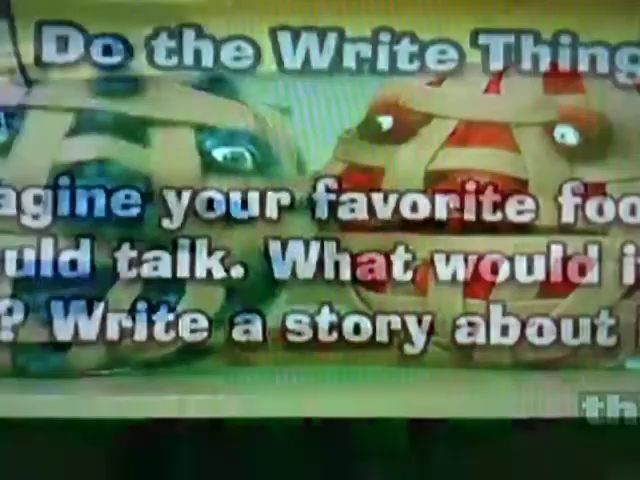 Do the Write Thing
agine your favorite foo
uld talk. What would i
? Write a story about
th